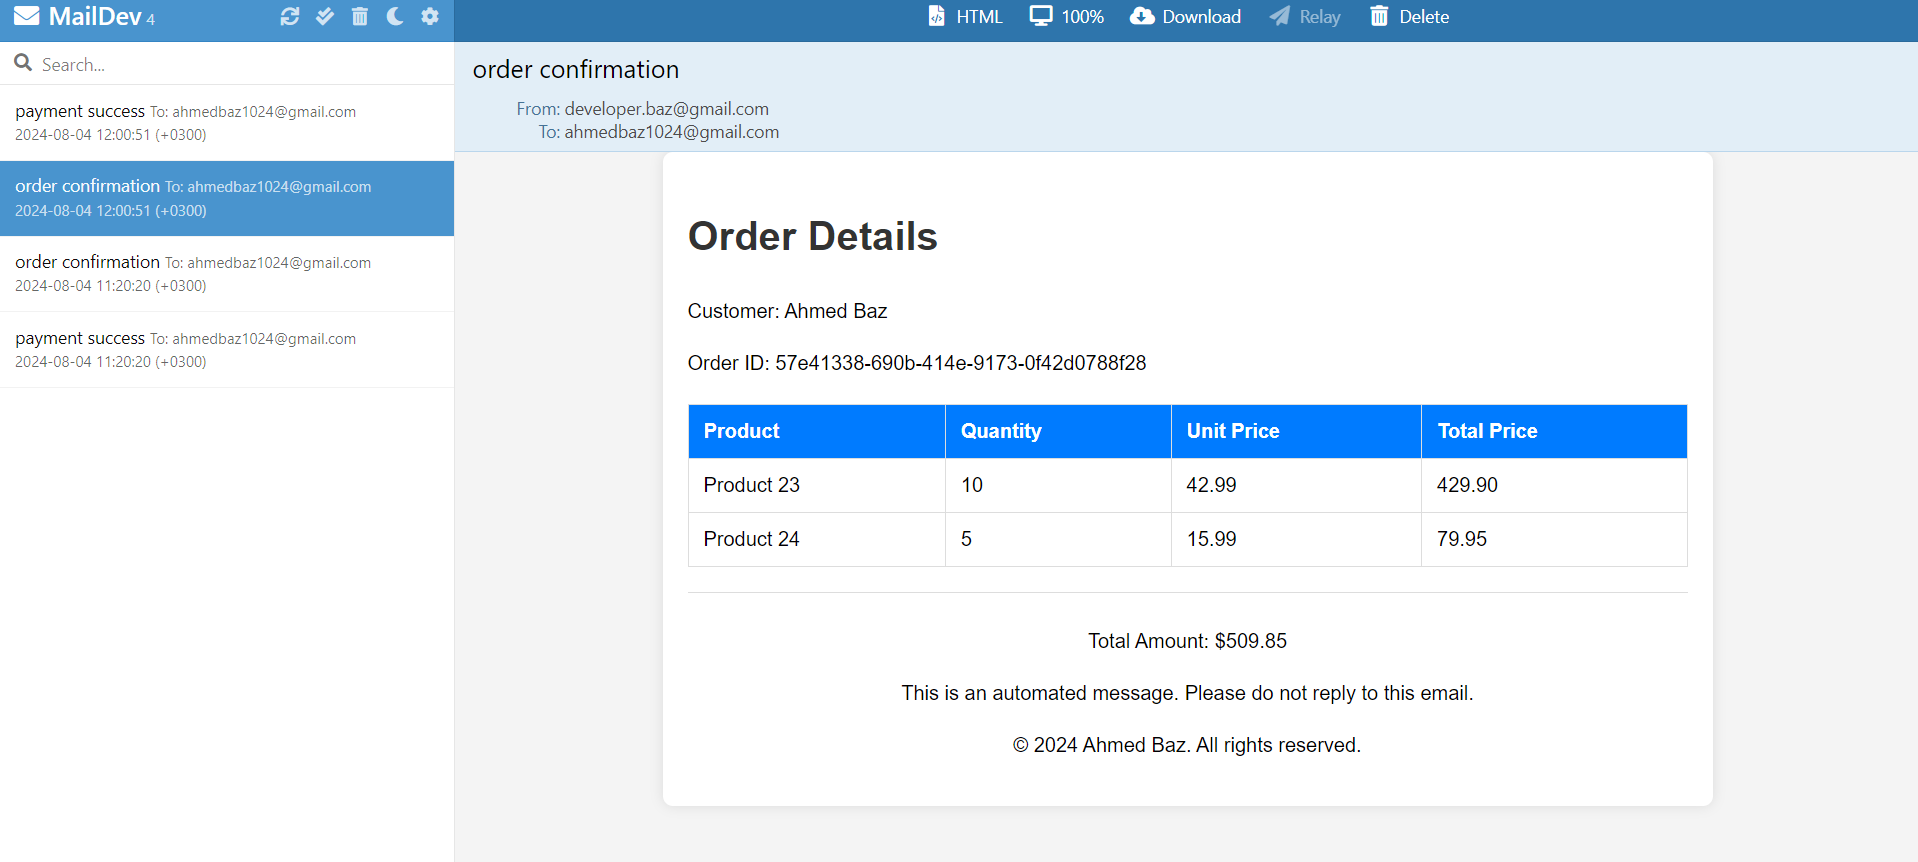 MailDev 4
HTML 100% Download Relay Delete
Search...
payment success To: ahmedbaz1024@gmail.com
2024-08-04 12:00:51 (+0300)
order confirmation To: ahmedbaz1024@gmail.com
2024-08-04 12:00:51 (+0300)
order confirmation To: ahmedbaz1024@gmail.com
2024-08-04 11:20:20 (+0300)
payment success To: ahmedbaz1024@gmail.com
2024-08-04 11:20:20 (+0300)
order confirmation
From: developer.baz@gmail.com
To: ahmedbaz1024@gmail.com
Order Details
Customer: Ahmed Baz
Order ID: 57e41338-690b-414e-9173-0f42d0788f28
Product Quantity Unit Price Total Price
Product 23 10 42.99 429.90
Product 24 5 15.99 79.95
Total Amount: $509.85
This is an automated message. Please do not reply to this email.
© 2024 Ahmed Baz. All rights reserved.